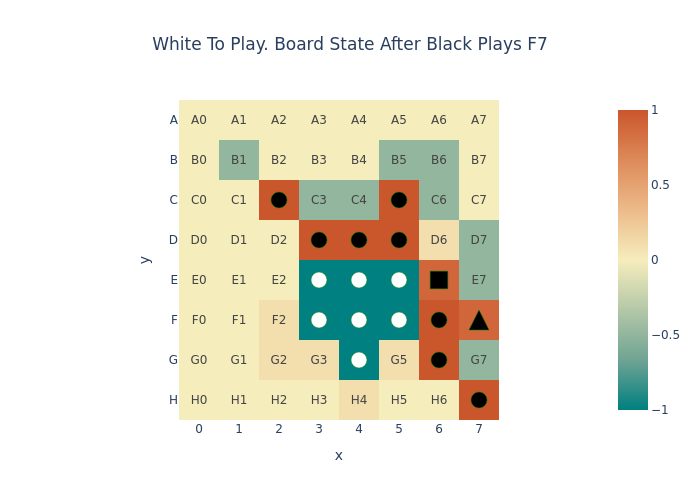 White To Play. Board State After Black Plays F7
A A0 A1 A2 A3 A4 A5 A6 A7
B B0 B1 B2 B3 B4 B5 B6 B7
C C0 C1 C3 C4 C6 C7
D D0 D1 D2 D6 D7
E E0 E1 E2 E7
F F0 F1 F2
G G0 G1 G2 G3 G5 G7
H H0 H1 H2 H3 H4 H5 H6
0 1 2 3 4 5 6 7
x
y
1
0.5
0
−0.5
−1